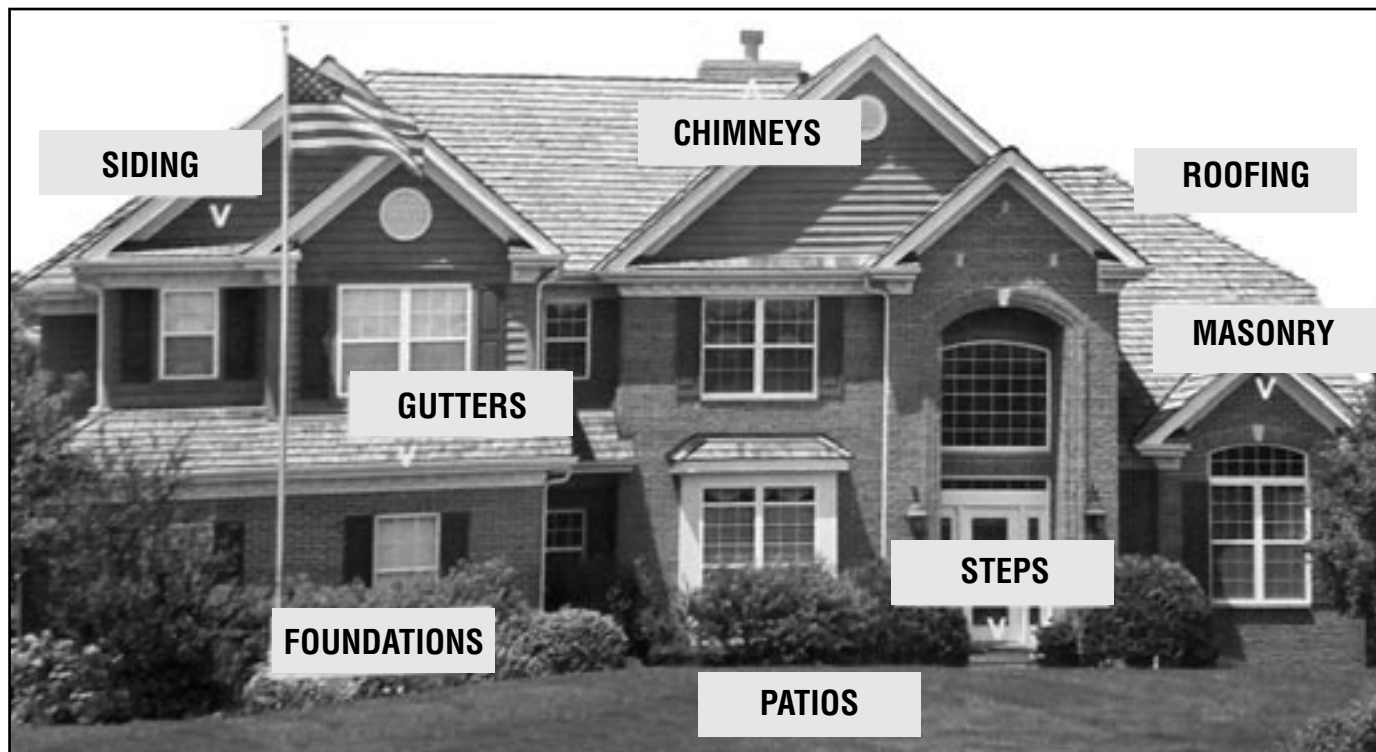 CHIMNEYS
SIDING
ROOFING
MASONRY
GUTTERS
STEPS
FOUNDATIONS
PATIOS